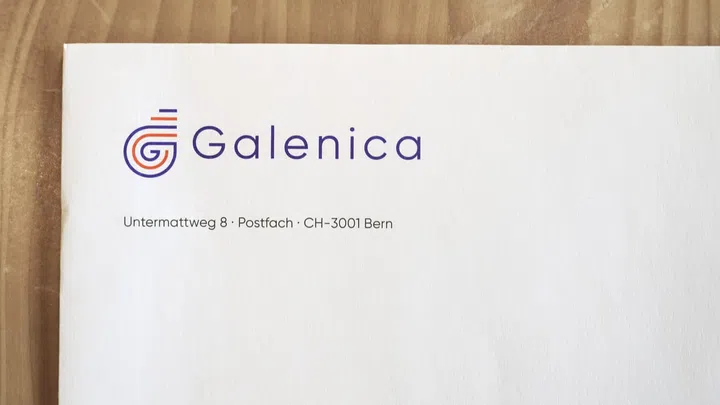 Galenica
Untermattweg 8 · Postfach · CH-3001 Bern